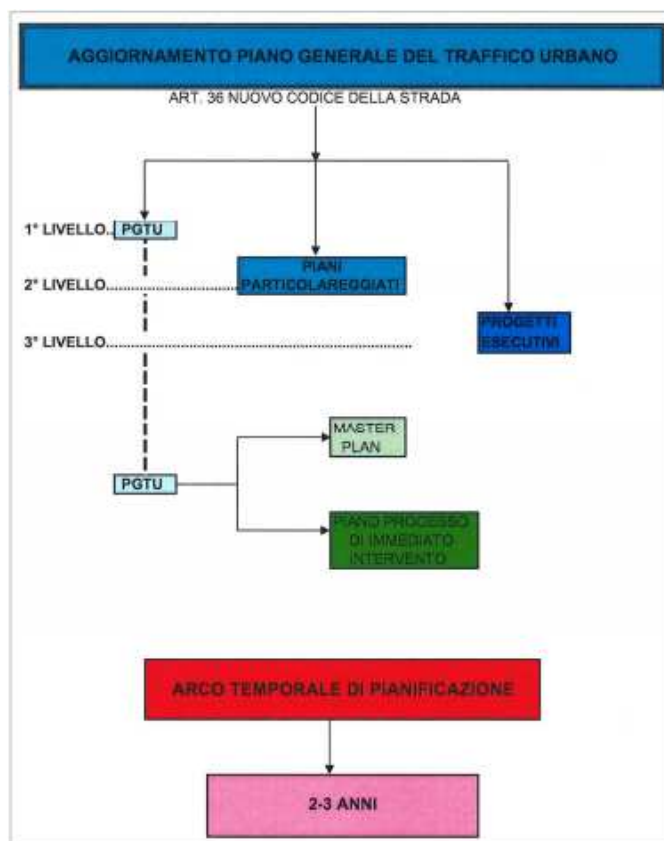 AGGIORNAMENTO PIANO GENERALE DEL TRAFFICO URBANO
ART. 36 NUOVO CODICE DELLA STRADA
1° LIVELLO.. PGTU
PIANI
2° LIVELLO............................... PARTICOLAREGGIATI
PROGETTI
3° LIVELLO........................................................................... ESECUTIVI
MASTER
PLAN
PGTU
PIANO PROCESSO
DI IMMEDIATO
INTERVENTO
ARCO TEMPORALE DI PIANIFICAZIONE
2-3 ANNI